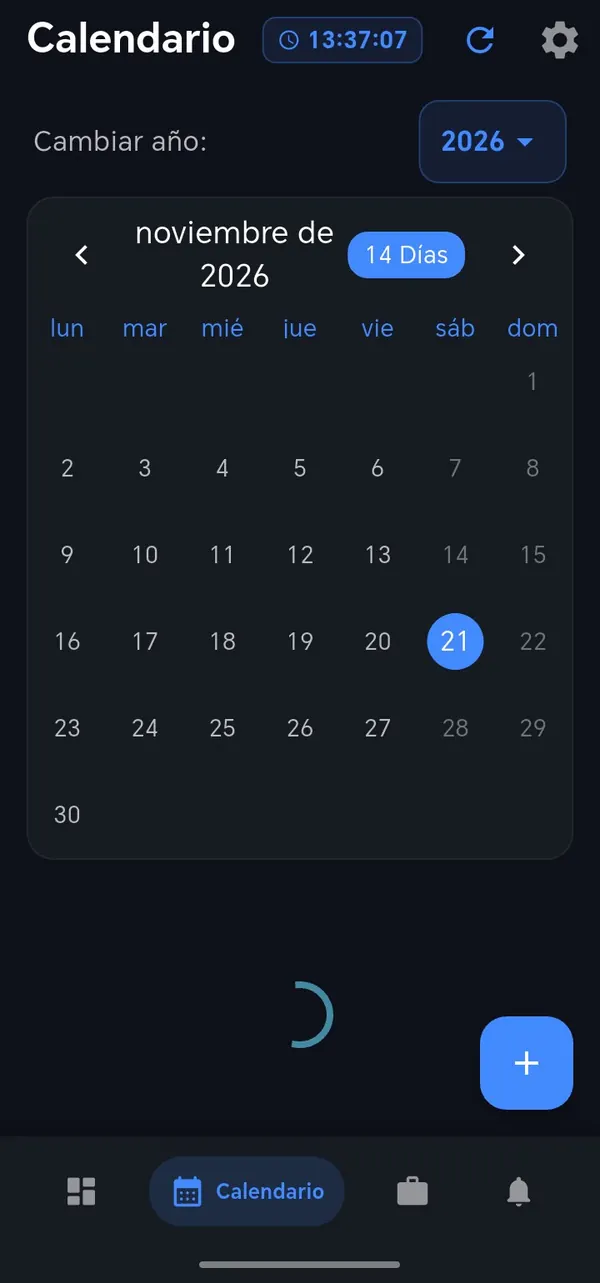 Calendario 13:37:07
Cambiar año: 2026
noviembre de
2026
14 Días
lun mar mié jue vie sáb dom
1
2 3 4 5 6 7 8
9 10 11 12 13 14 15
16 17 18 19 20 21 22
23 24 25 26 27 28 29
30
+
Calendario